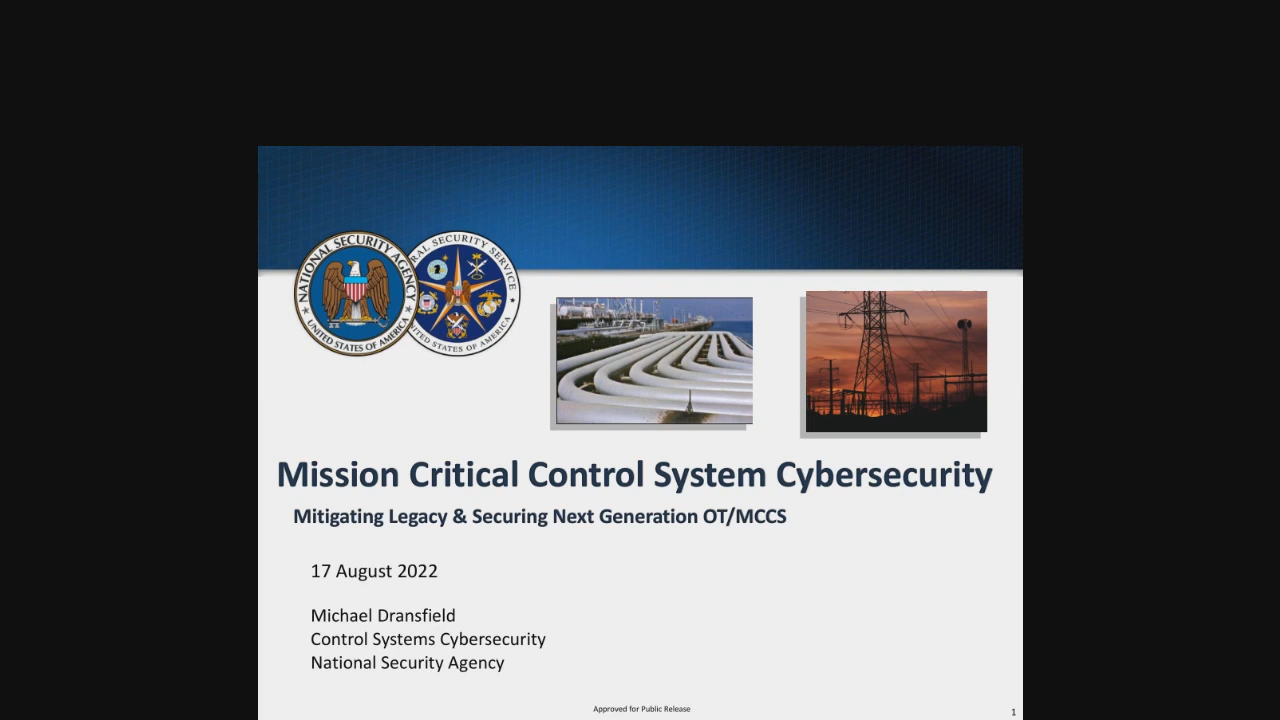 NATIONAL SECURITY AGENCY
UNITED STATES OF AMERICA
RAL SECURITY SERVICE
UNITED STATES OF AMERICA
Mission Critical Control System Cybersecurity
Mitigating Legacy & Securing Next Generation OT/MCCS
17 August 2022
Michael Dransfield
Control Systems Cybersecurity
National Security Agency
Approved for Public Release
1